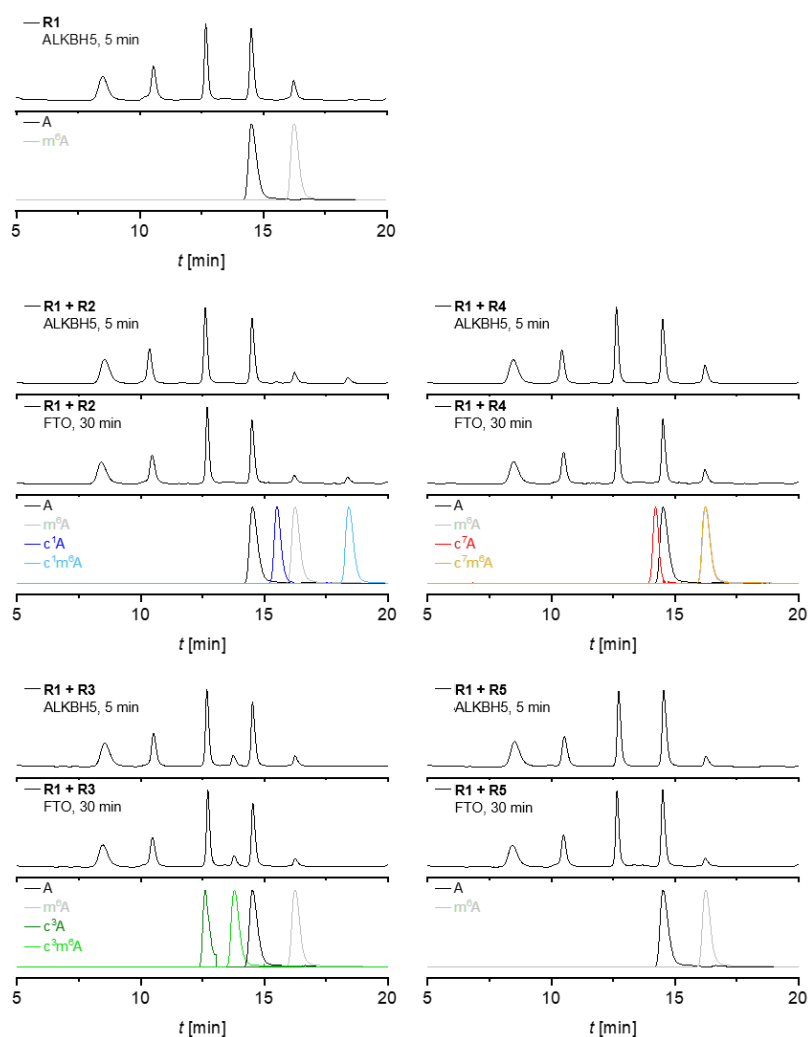 — R1
ALKBH5, 5 min
— A
— m⁶A
5 10 15 20
t [min]
— R1 + R2
ALKBH5, 5 min
— R1 + R2
FTO, 30 min
— A
— m⁶A
— c¹A
— c¹m⁶A
5 10 15 20
t [min]
— R1 + R4
ALKBH5, 5 min
— R1 + R4
FTO, 30 min
— A
— m⁶A
— c⁷A
— c⁷m⁶A
5 10 15 20
t [min]
— R1 + R3
ALKBH5, 5 min
— R1 + R3
FTO, 30 min
— A
— m⁶A
— c³A
— c³m⁶A
5 10 15 20
t [min]
— R1 + R5
ALKBH5, 5 min
— R1 + R5
FTO, 30 min
— A
— m⁶A
5 10 15 20
t [min]